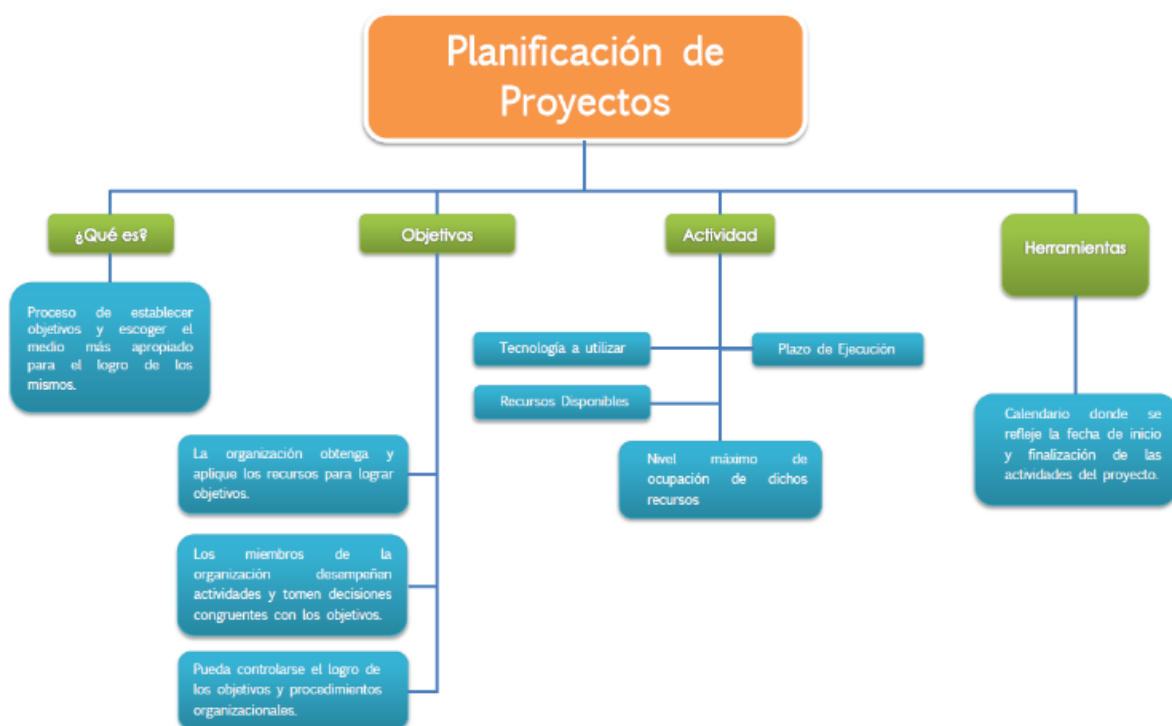 Planificación de
Proyectos
¿Qué es?
Proceso de establecer
objetivos y escoger el
medio más apropiado
para el logro de los
mismos.
Objetivos
La organización obtenga y
aplique los recursos para lograr
objetivos.
Los miembros de la
organización desempeñen
actividades y tomen decisiones
congruentes con los objetivos.
Pueda controlarse el logro de
los objetivos y procedimientos
organizacionales.
Actividad
Tecnología a utilizar
Plazo de Ejecución
Recursos Disponibles
Nivel máximo de
ocupación de dichos
recursos
Herramientas
Calendario donde se
refleje la fecha de inicio
y finalización de las
actividades del proyecto.